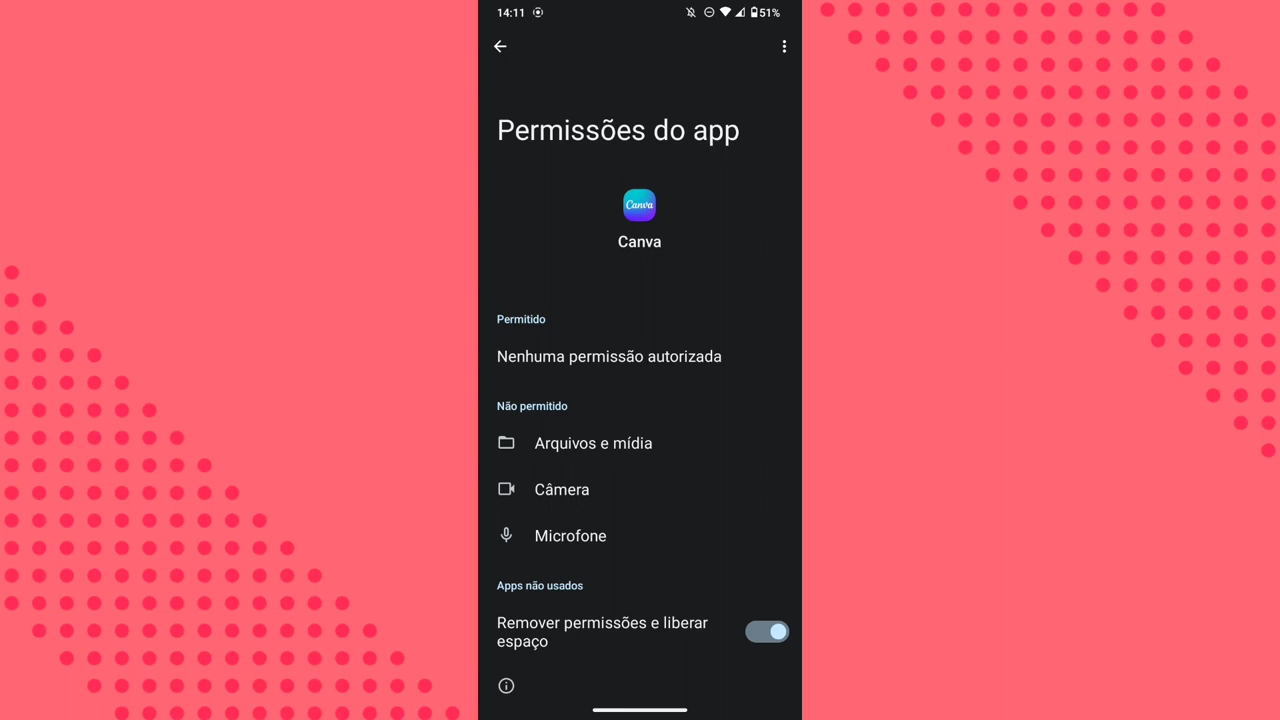 14:11
51%
Permissões do app
Canva
Canva
Permitido
Nenhuma permissão autorizada
Não permitido
Arquivos e mídia
Câmera
Microfone
Apps não usados
Remover permissões e liberar
espaço